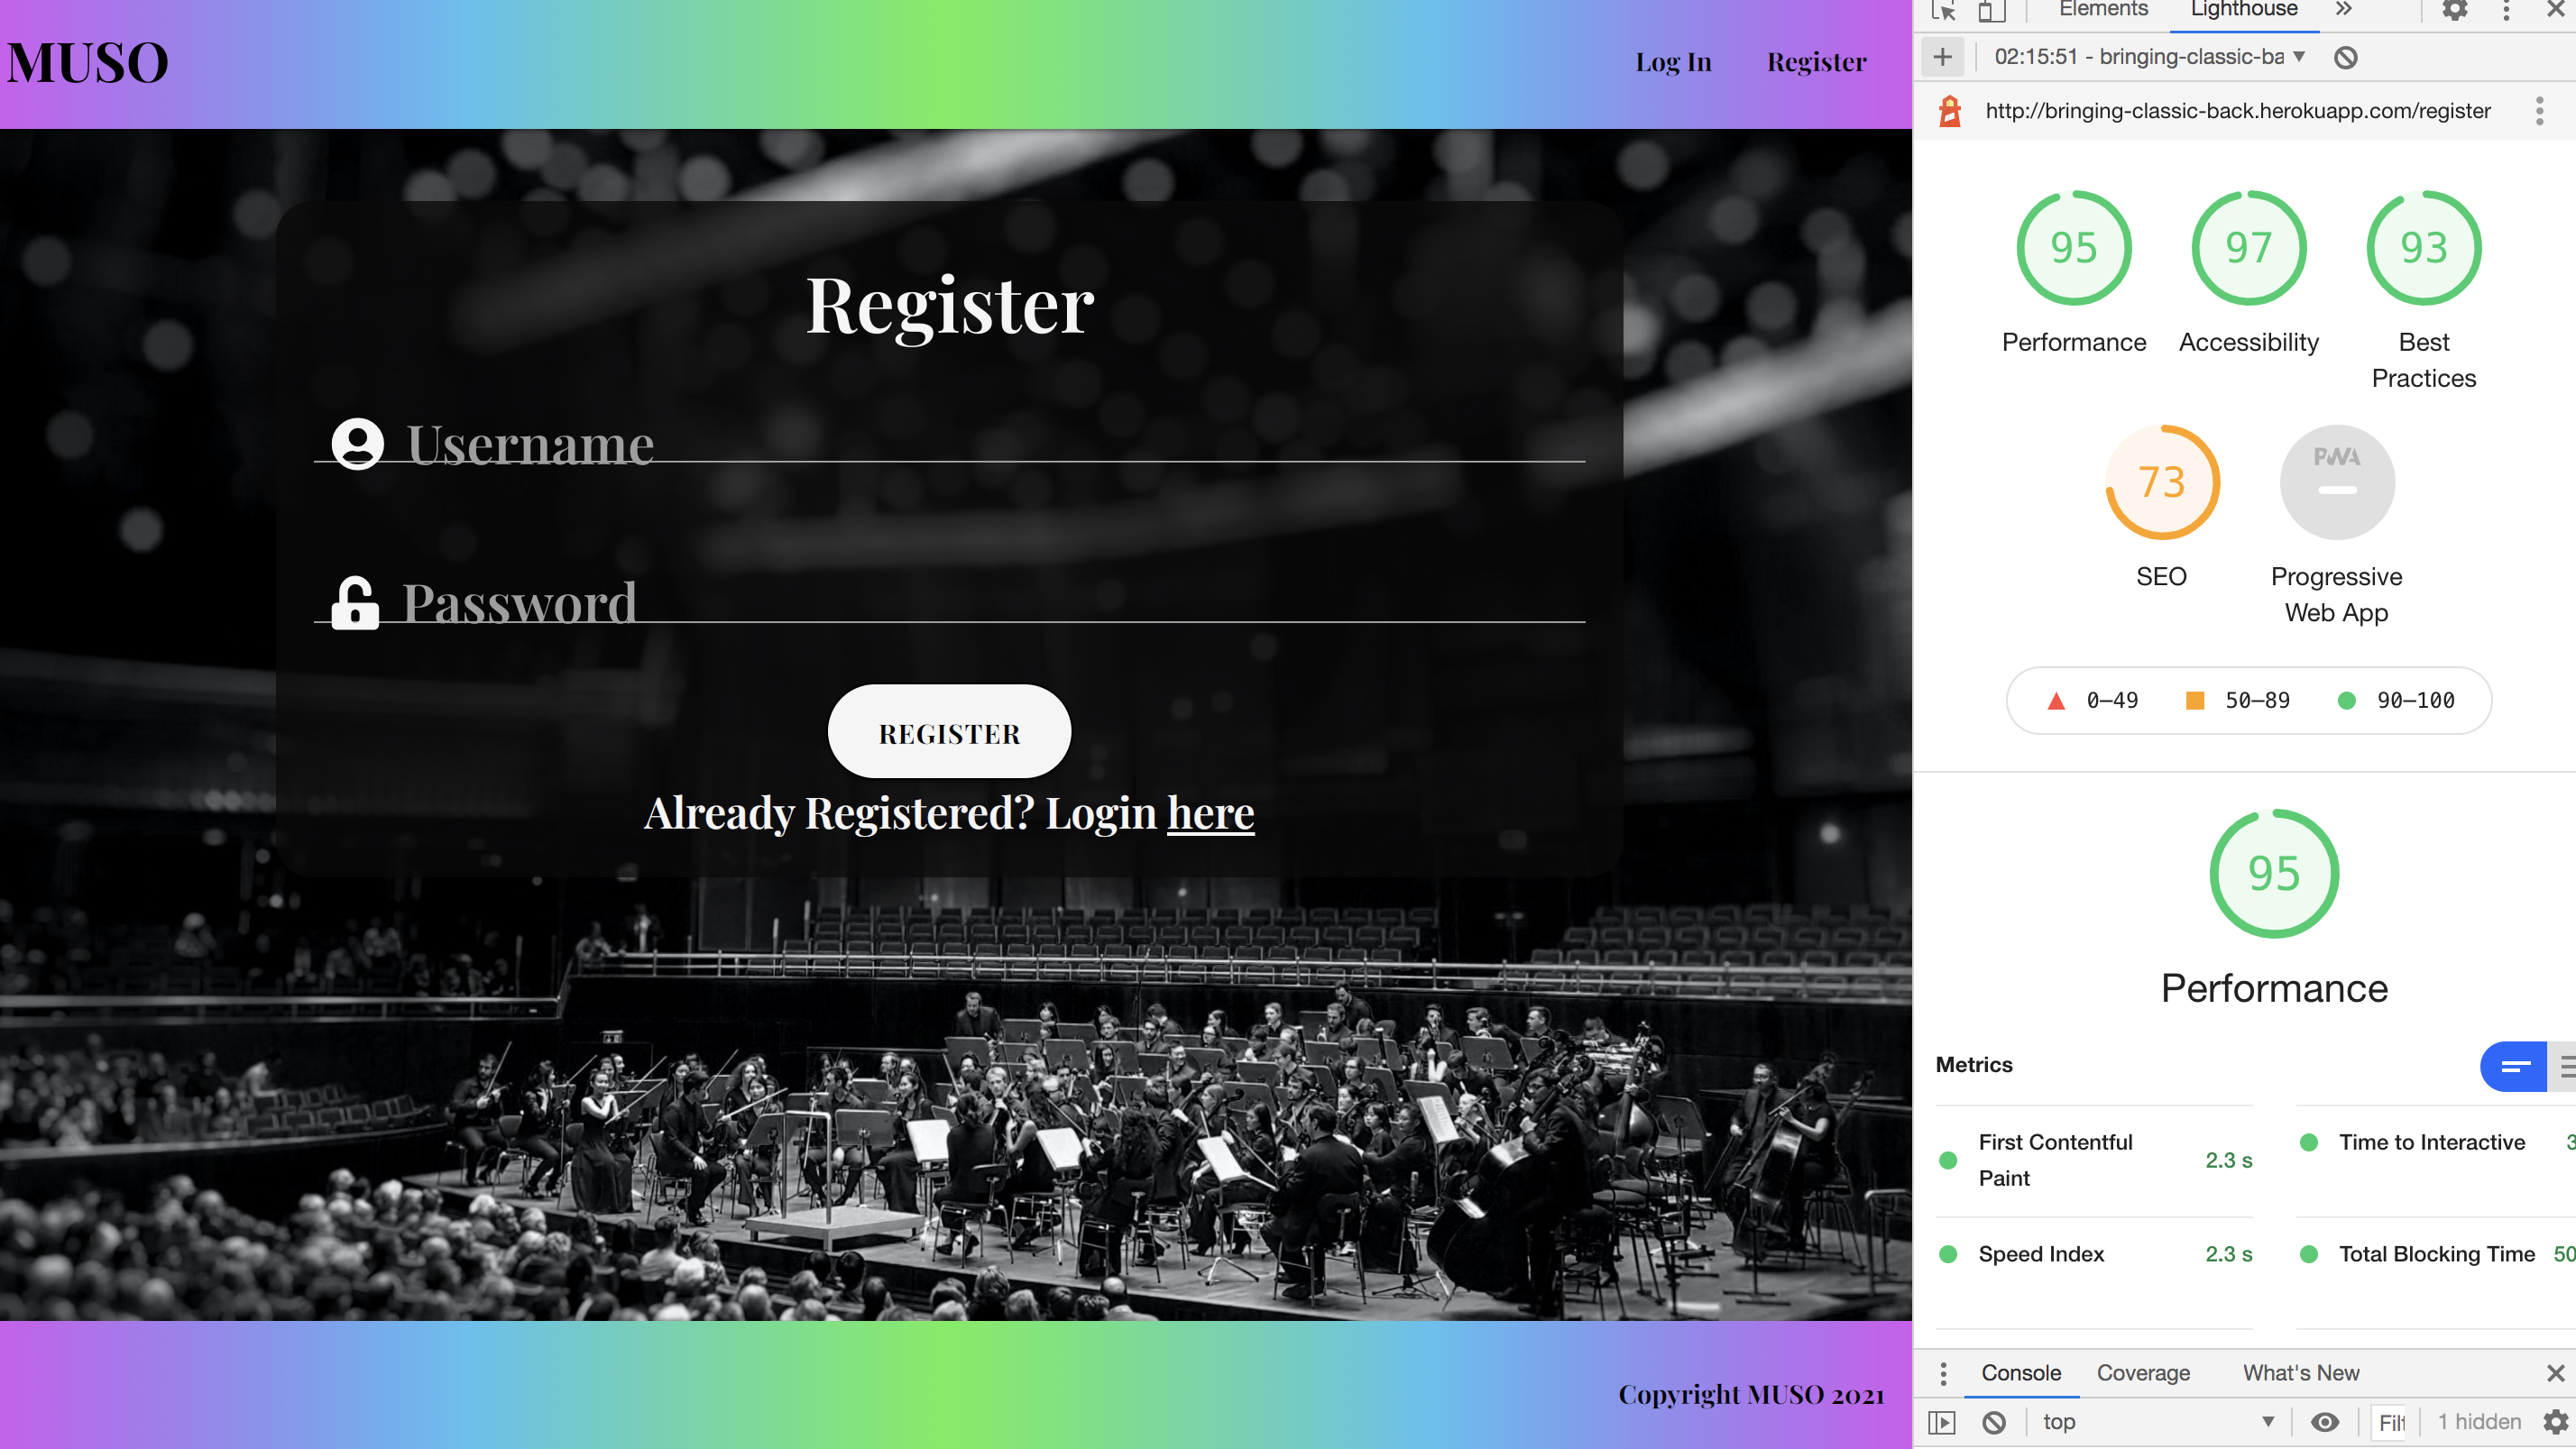 MUSO
Log In
Register
Register
Username
Password
REGISTER
Already Registered? Login here
Copyright MUSO 2021
Elements
Lighthouse
02:15:51 - bringing-classic-ba
http://bringing-classic-back.herokuapp.com/register
95
97
93
Performance
Accessibility
Best
Practices
73
PWA
SEO
Progressive
Web App
0–49
50–89
90–100
95
Performance
Metrics
First Contentful
Paint
2.3 s
Time to Interactive
3
Speed Index
2.3 s
Total Blocking Time
50
Console
Coverage
What's New
top
Filt
1 hidden